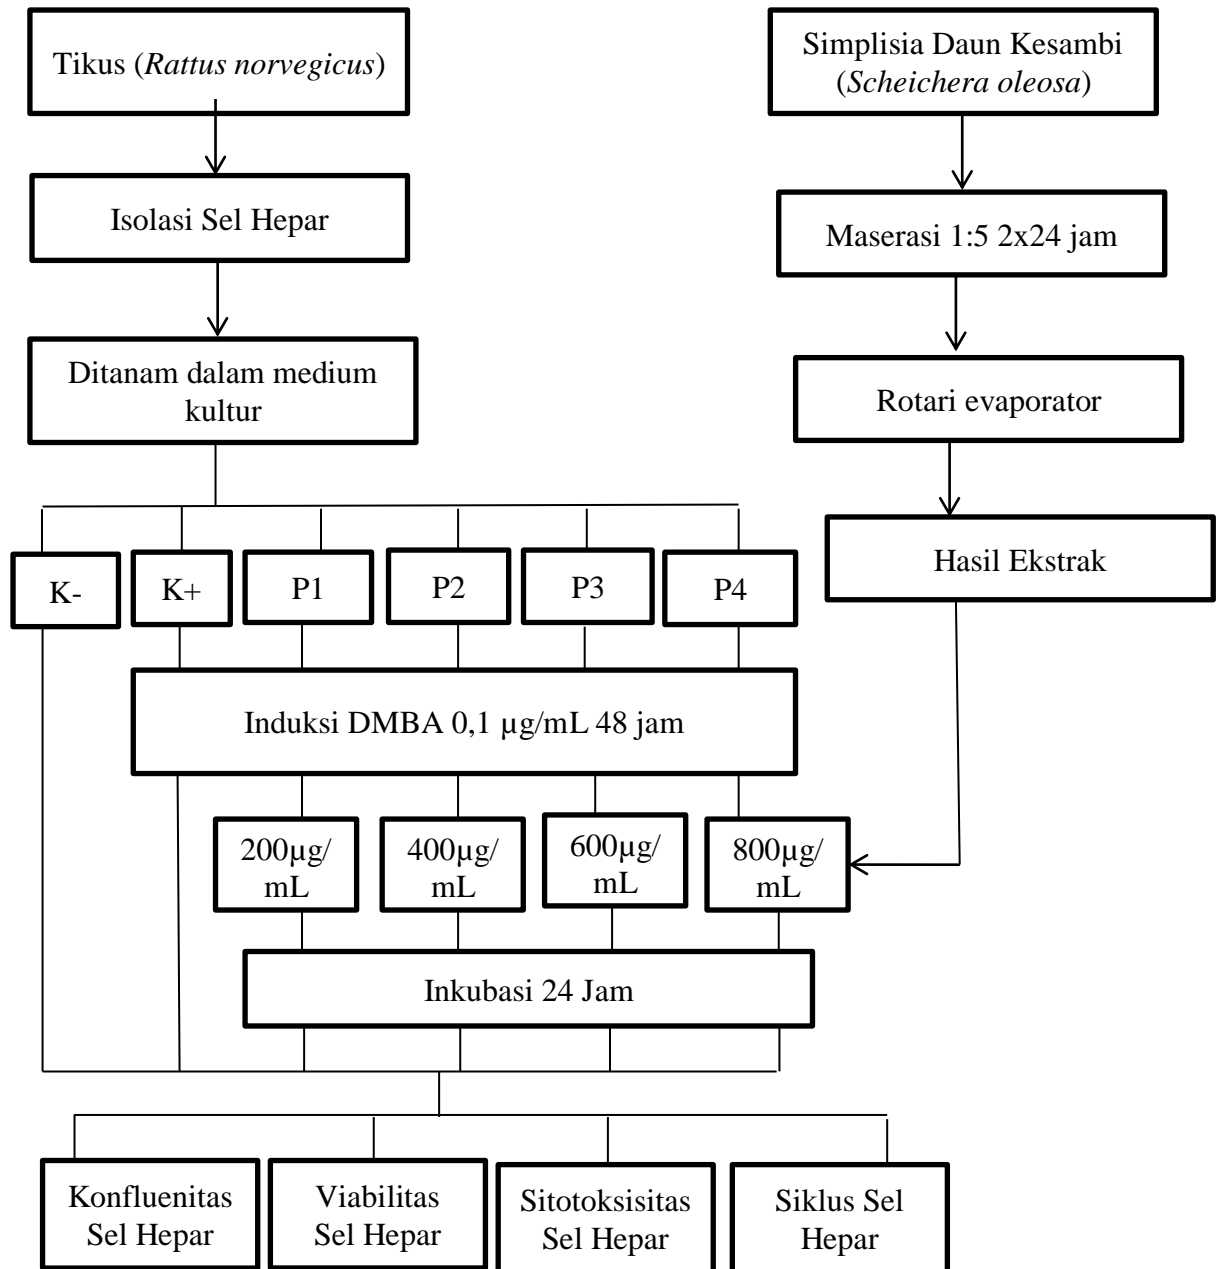 Tikus (Rattus norvegicus)
Simplisia Daun Kesambi
(Scheichera oleosa)
Isolasi Sel Hepar
Maserasi 1:5 2x24 jam
Ditanam dalam medium
kultur
Rotari evaporator
Hasil Ekstrak
K-
K+
P1
P2
P3
P4
Induksi DMBA 0,1 µg/mL 48 jam
200µg/
mL
400µg/
mL
600µg/
mL
800µg/
mL
Inkubasi 24 Jam
Konfluenitas
Sel Hepar
Viabilitas
Sel Hepar
Sitotoksisitas
Sel Hepar
Siklus Sel
Hepar